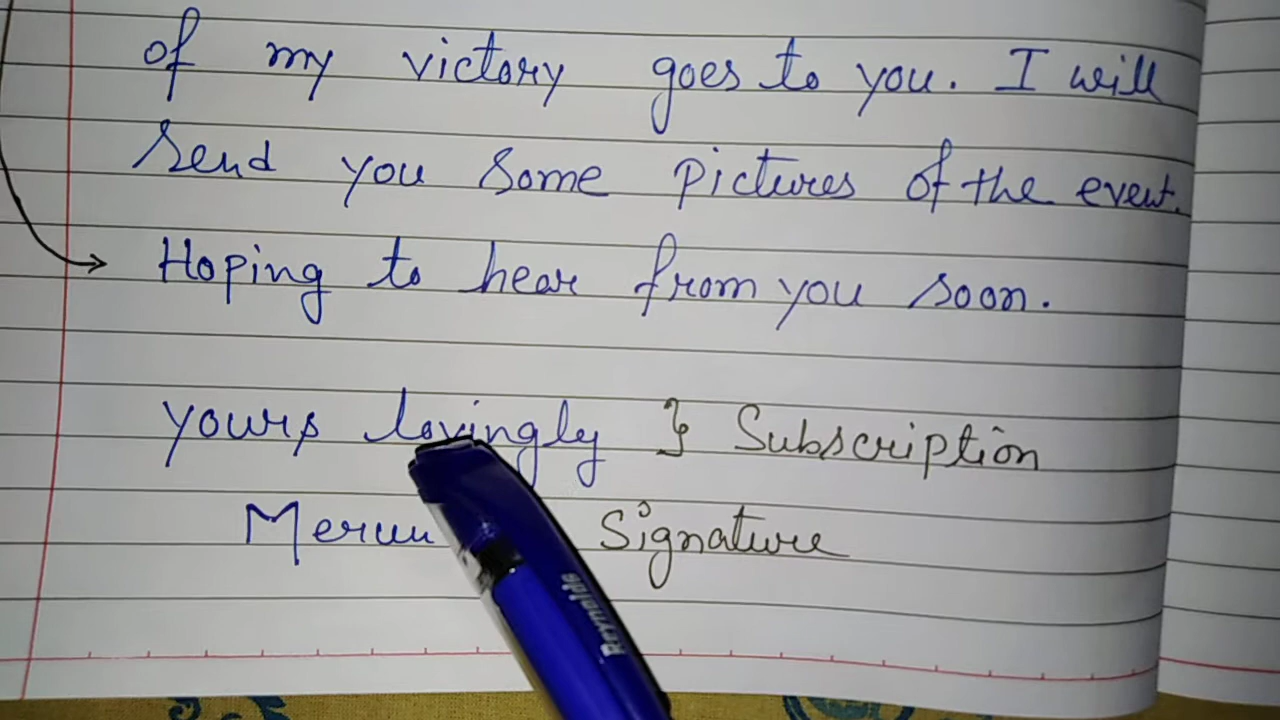 of my victory goes to you. I will
send you some pictures of the event.
Hoping to hear from you soon.
yours lovingly } Subscription
Signature
Reynolds